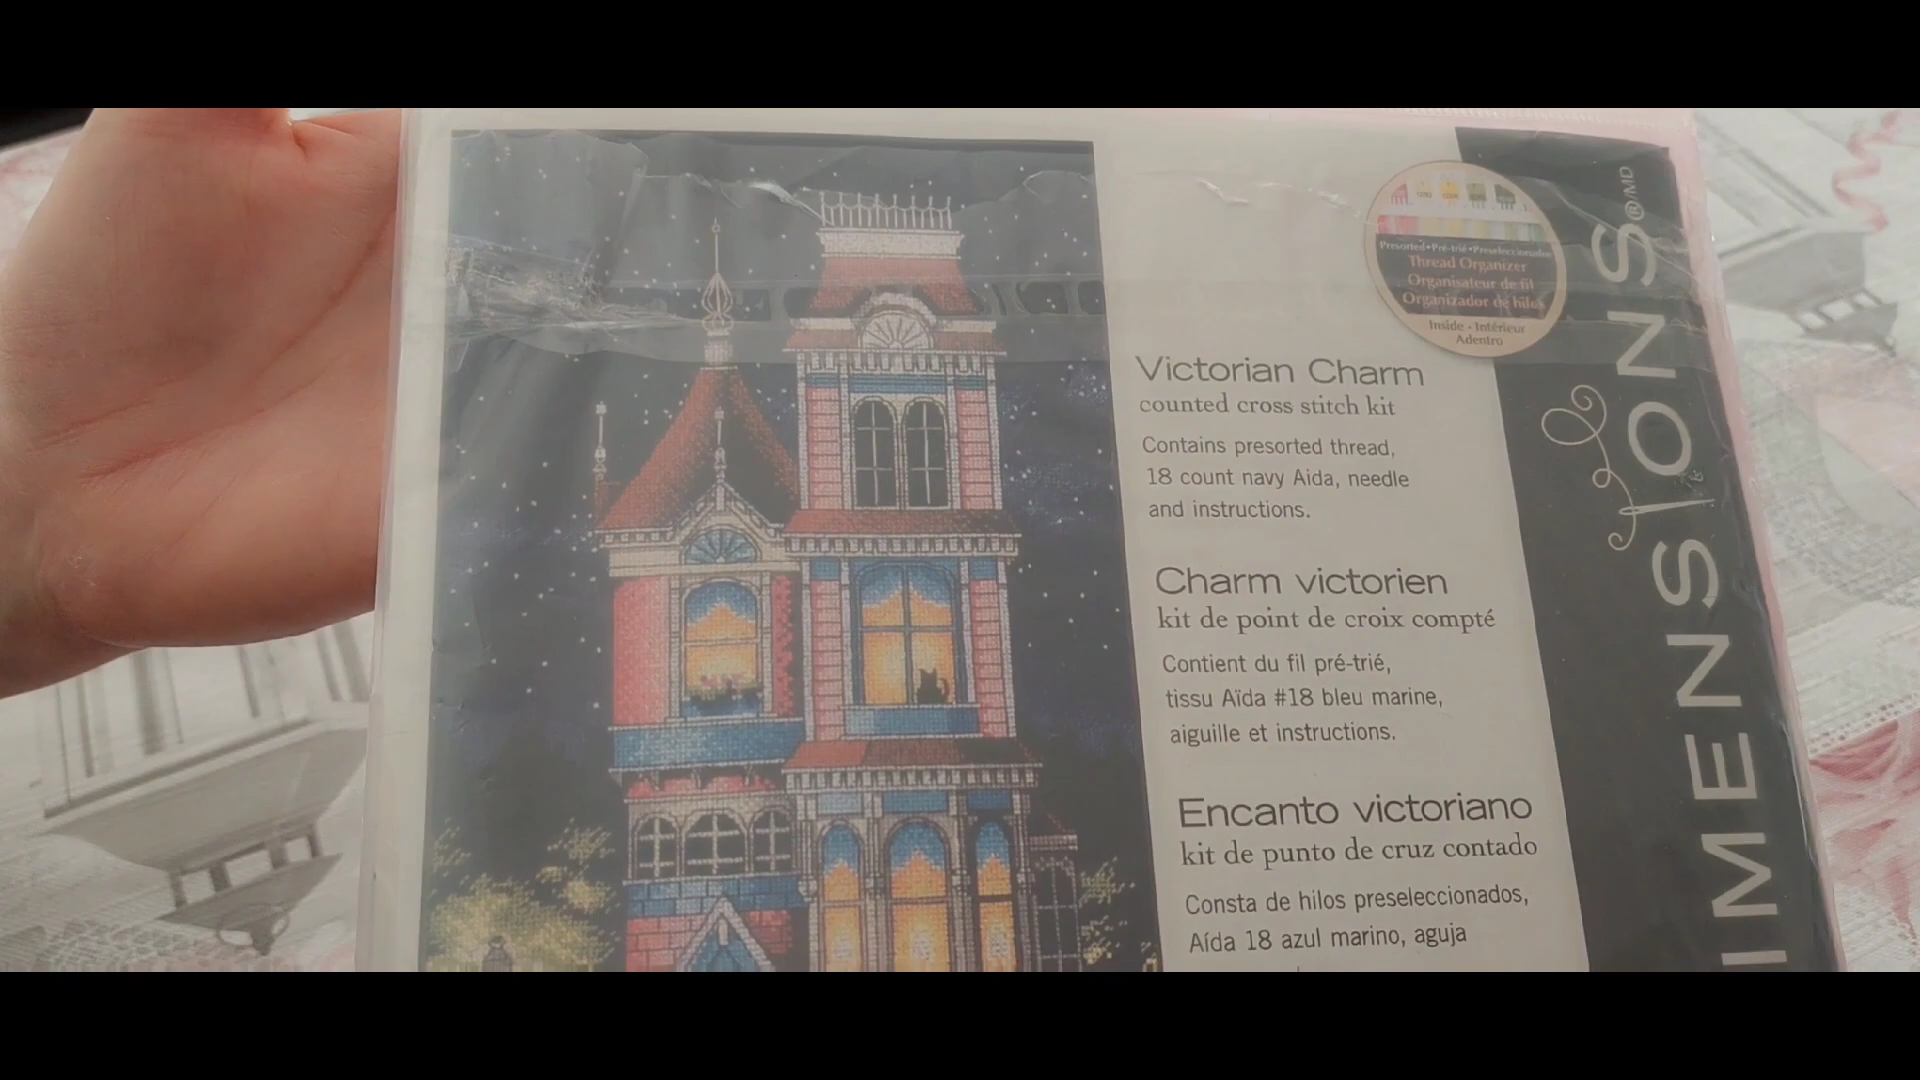 Presorted•Pré-trié•Preseleccionados
Thread Organizer
Organisateur de fil
Organizador de hilos
Inside - Intérieur
Adentro
Victorian Charm
counted cross stitch kit
Contains presorted thread,
18 count navy Aida, needle
and instructions.
Charm victorien
kit de point de croix compté
Contient du fil pré-trié,
tissu Aïda #18 bleu marine,
aiguille et instructions.
Encanto victoriano
kit de punto de cruz contado
Consta de hilos preseleccionados,
Aída 18 azul marino, aguja
IMENSIONS®/MD